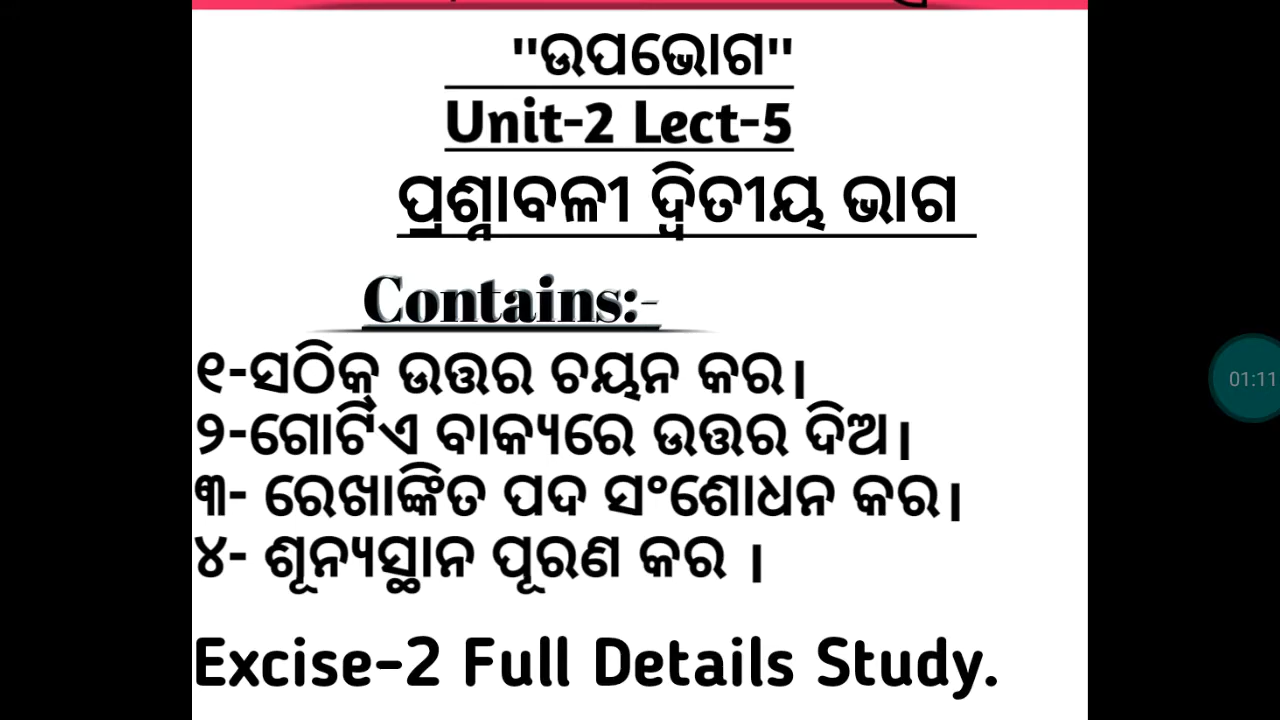 "ଉପଭୋଗ"
Unit-2 Lect-5
ପ୍ରଶ୍ନାବଳୀ ଦ୍ୱିତୀୟ ଭାଗ
Contains:-
୧-ସଠିକ୍ ଉତ୍ତର ଚୟନ କର।
୨-ଗୋଟିଏ ବାକ୍ୟରେ ଉତ୍ତର ଦିଅ।
୩- ରେଖାଙ୍କିତ ପଦ ସଂଶୋଧନ କର।
୪- ଶୂନ୍ୟସ୍ଥାନ ପୂରଣ କର ।
Excise-2 Full Details Study.
01:11